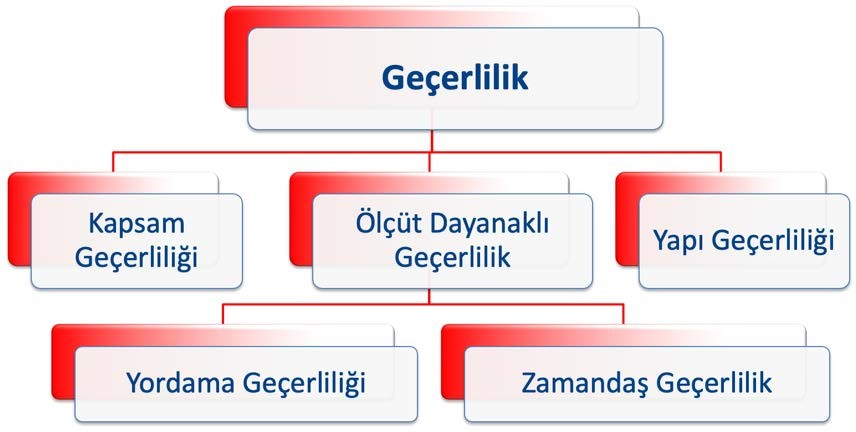 Geçerlilik
Kapsam
Geçerliliği
Ölçüt Dayanaklı
Geçerlilik
Yapı Geçerliliği
Yordama Geçerliliği
Zamandaş Geçerlilik